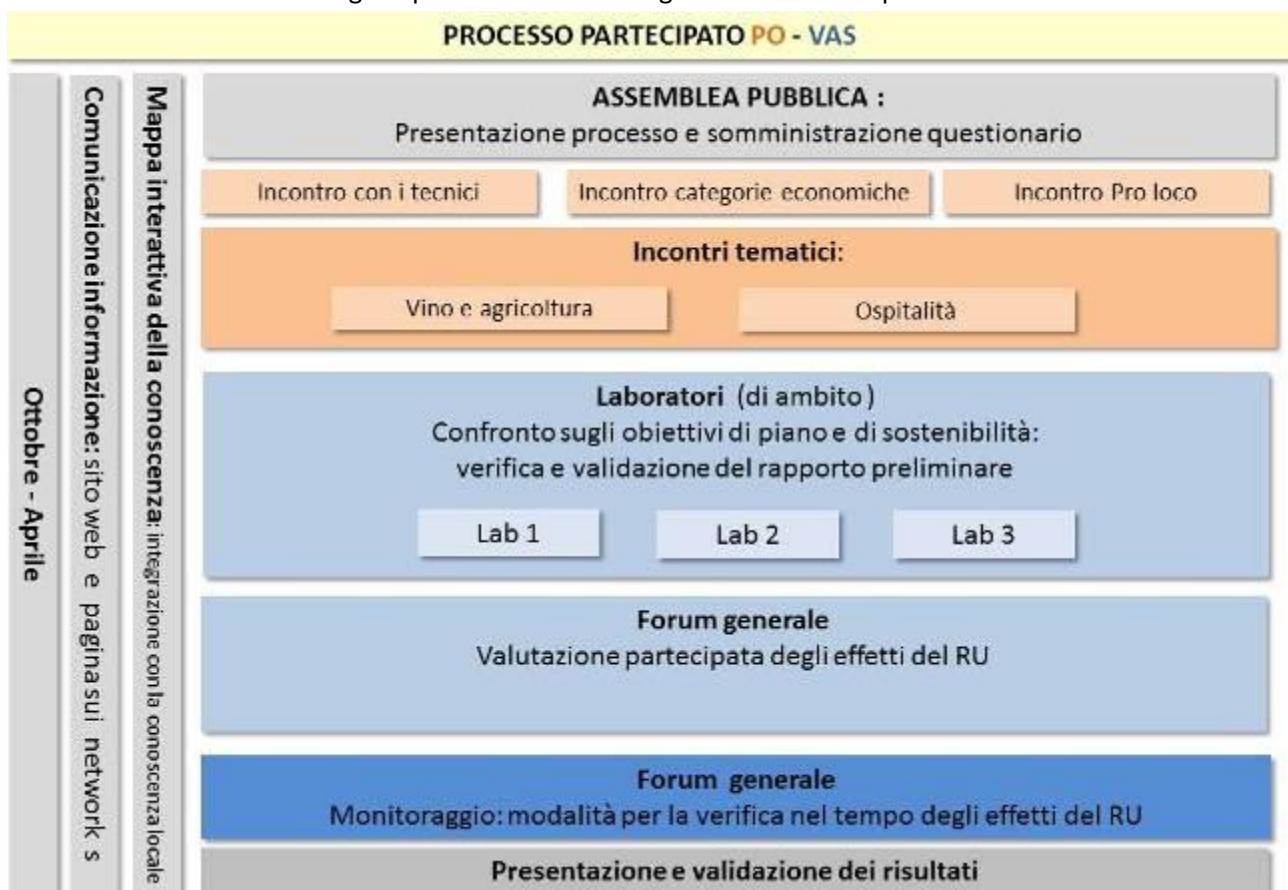 PROCESSO PARTECIPATO PO - VAS
Ottobre - Aprile
Comunicazione informazione: sito web e pagina sui network s
Mappa interattiva della conoscenza: integrazione con la conoscenza locale
ASSEMBLEA PUBBLICA :
Presentazione processo e somministrazione questionario
Incontro con i tecnici
Incontro categorie economiche
Incontro Pro loco
Incontri tematici:
Vino e agricoltura
Ospitalità
Laboratori (di ambito )
Confronto sugli obiettivi di piano e di sostenibilità:
verifica e validazione del rapporto preliminare
Lab 1
Lab 2
Lab 3
Forum generale
Valutazione partecipata degli effetti del RU
Forum generale
Monitoraggio: modalità per la verifica nel tempo degli effetti del RU
Presentazione e validazione dei risultati